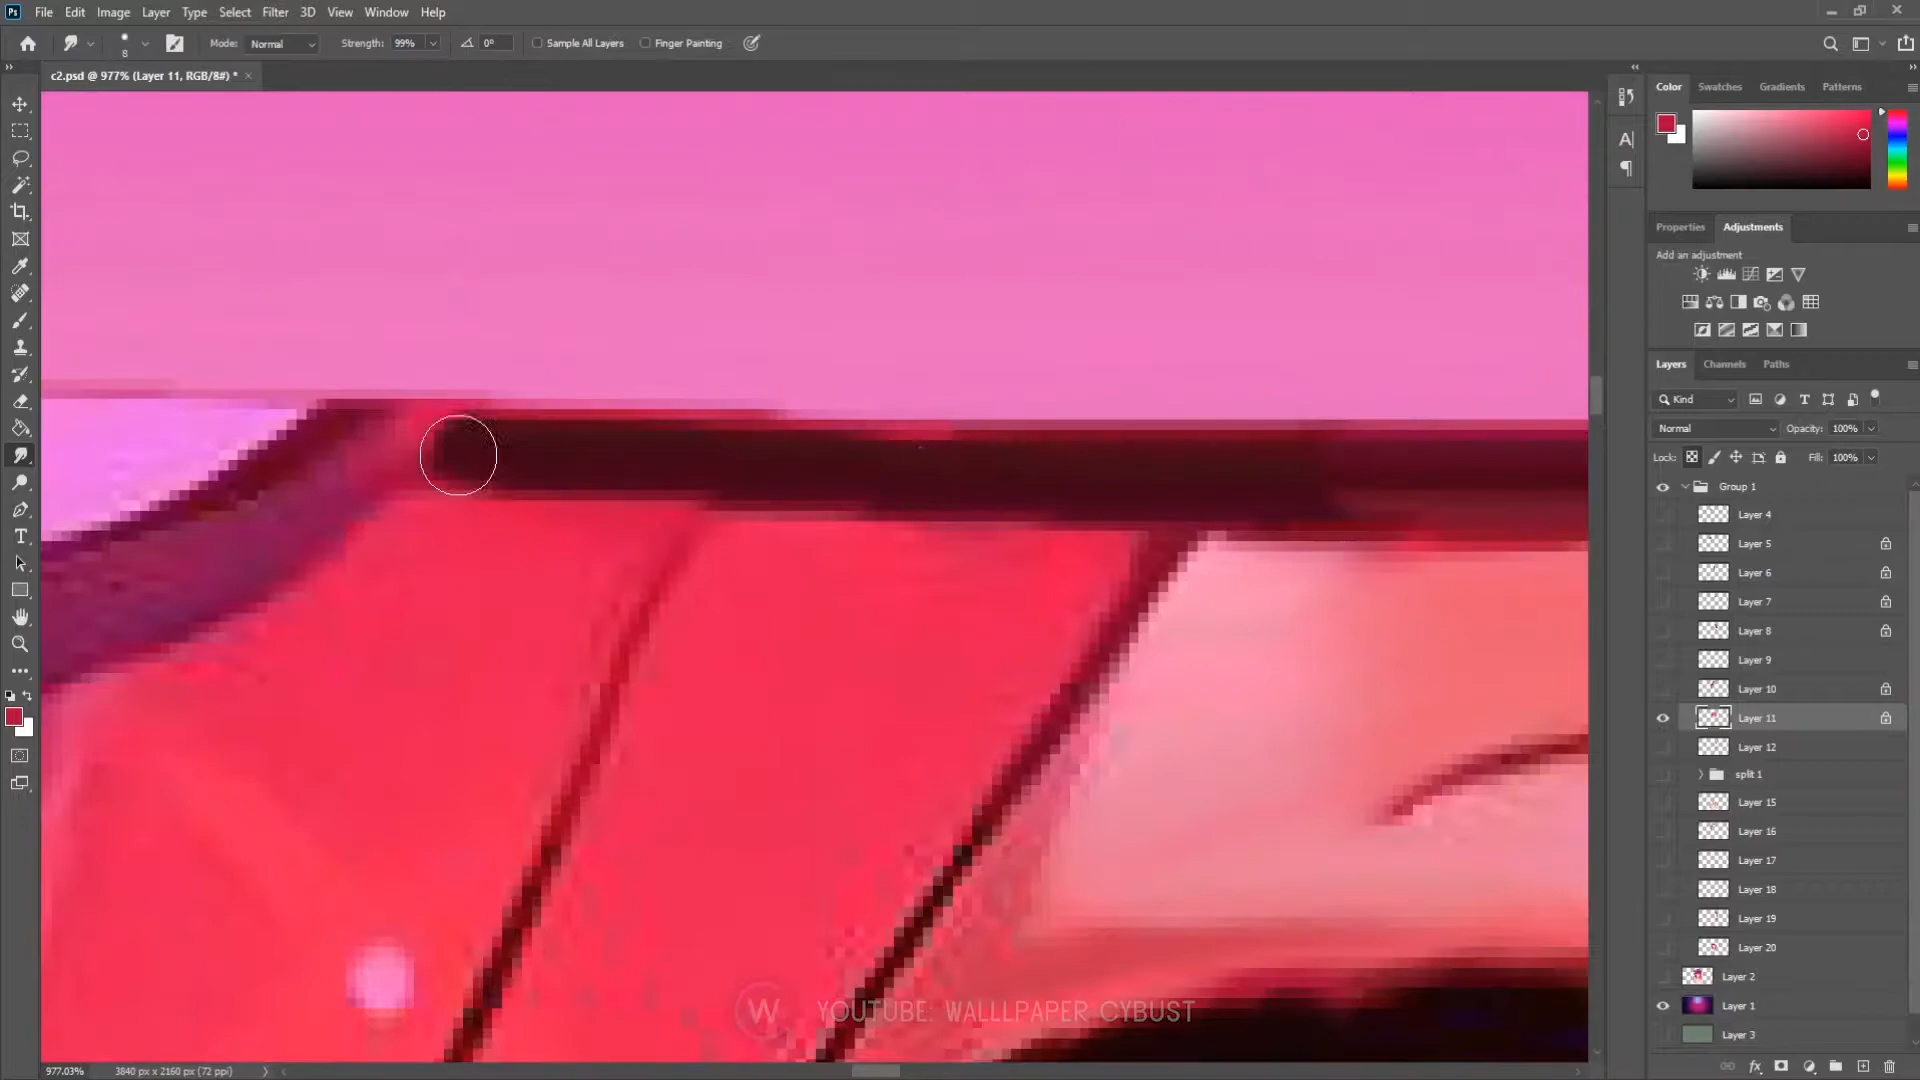 Ps File Edit Image Layer Type Select Filter 3D View Window Help
8 Mode: Normal Strength: 99% 0° Sample All Layers Finger Painting
c2.psd @ 977% (Layer 11, RGB/8#) *
Color Swatches Gradients Patterns
Properties Adjustments
Add an adjustment
Layers Channels Paths
Kind
Normal Opacity: 100%
Lock: Fill: 100%
Group 1
Layer 4
Layer 5
Layer 6
Layer 7
Layer 8
Layer 9
Layer 10
Layer 11
Layer 12
split 1
Layer 15
Layer 16
Layer 17
Layer 18
Layer 19
Layer 20
Layer 2
Layer 1
Layer 3
W YOUTUBE: WALLLPAPER CYBUST
977.03% 3840 px x 2160 px (72 ppi)